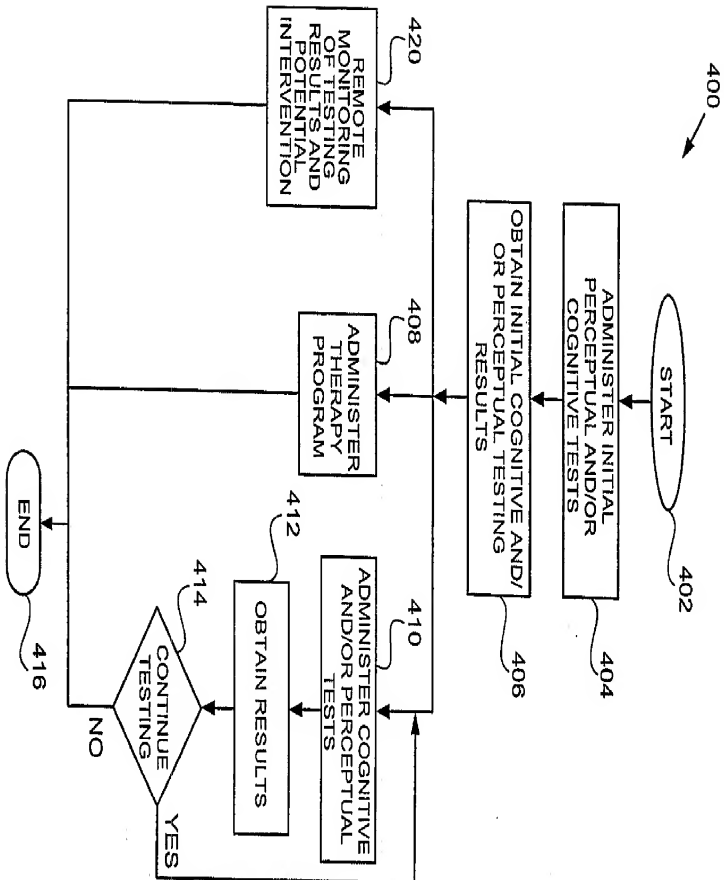 400
START
402
ADMINISTER INITIAL
PERCEPTUAL AND/OR
COGNITIVE TESTS
404
OBTAIN INITIAL COGNITIVE AND/
OR PERCEPTUAL TESTING
RESULTS
406
420
REMOTE
MONITORING
OF TESTING
RESULTS AND
POTENTIAL
INTERVENTION
408
ADMINISTER
THERAPY
PROGRAM
410
ADMINISTER COGNITIVE
AND/OR PERCEPTUAL
TESTS
412
OBTAIN RESULTS
414
CONTINUE
TESTING
YES
NO
END
416